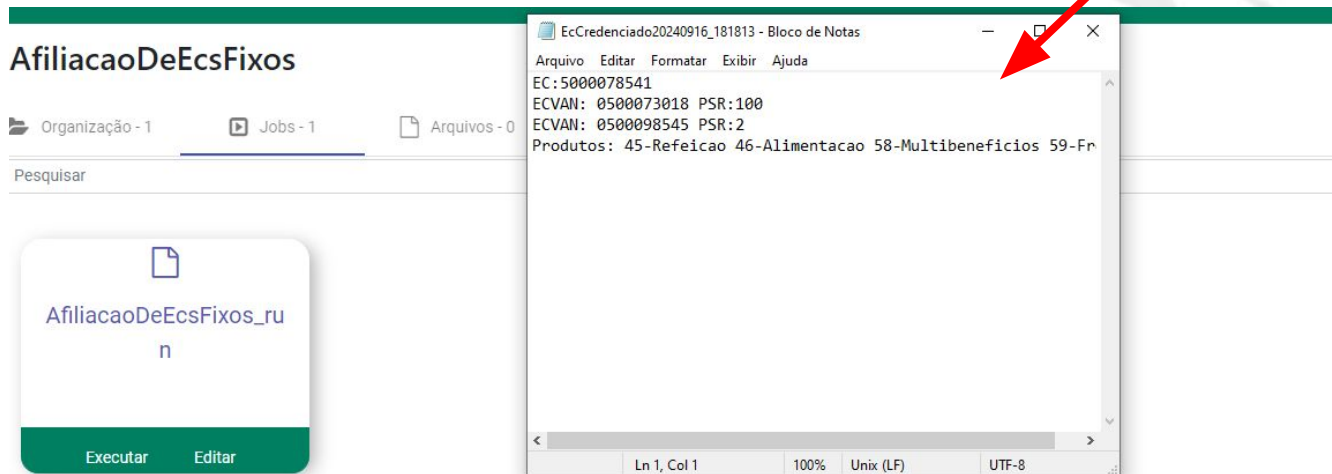 AfiliacaoDeEcsFixos
Organização - 1
Jobs - 1
Arquivos - 0
Pesquisar
AfiliacaoDeEcsFixos_ru
n
Executar
Editar
EcCredenciado20240916_181813 - Bloco de Notas
Arquivo Editar Formatar Exibir Ajuda
EC:5000078541
ECVAN: 0500073018 PSR:100
ECVAN: 0500098545 PSR:2
Produtos: 45-Refeicao 46-Alimentacao 58-Multibeneficios 59-Fr
Ln 1, Col 1
100%
Unix (LF)
UTF-8